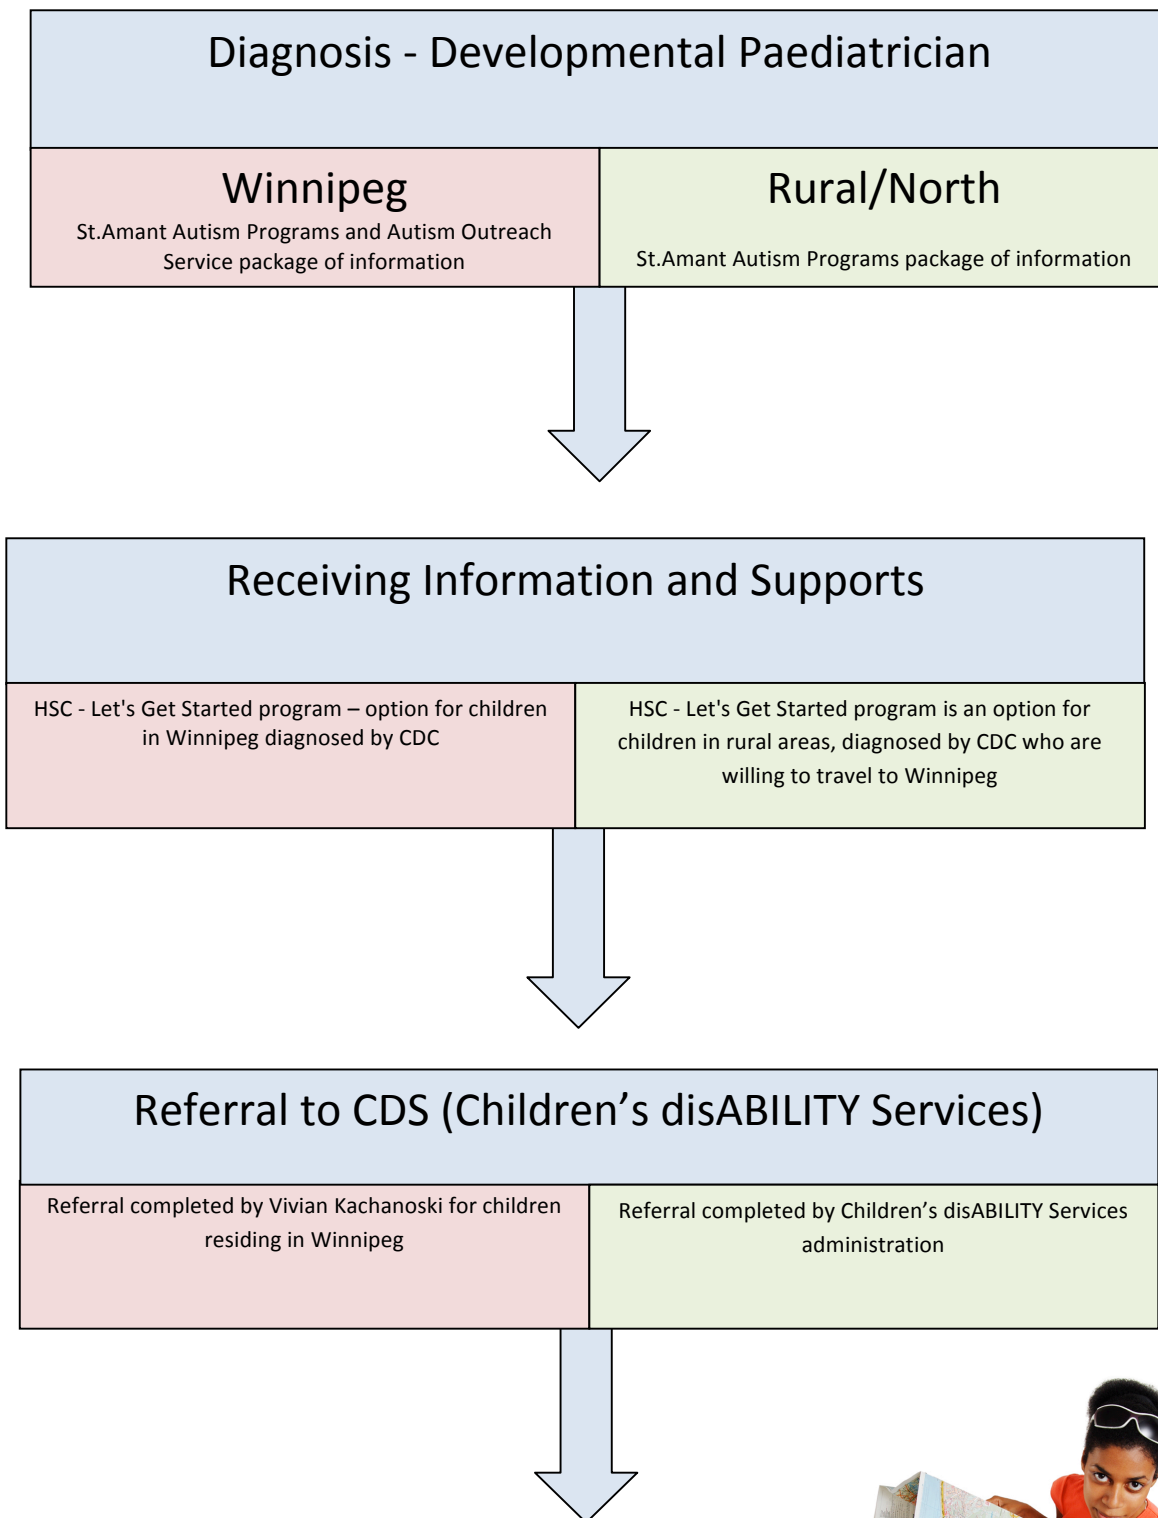 Diagnosis - Developmental Paediatrician
Winnipeg
St.Amant Autism Programs and Autism Outreach
Service package of information
Rural/North
St.Amant Autism Programs package of information
Receiving Information and Supports
HSC - Let's Get Started program – option for children
in Winnipeg diagnosed by CDC
HSC - Let's Get Started program is an option for
children in rural areas, diagnosed by CDC who are
willing to travel to Winnipeg
Referral to CDS (Children’s disABILITY Services)
Referral completed by Vivian Kachanoski for children
residing in Winnipeg
Referral completed by Children’s disABILITY Services
administration